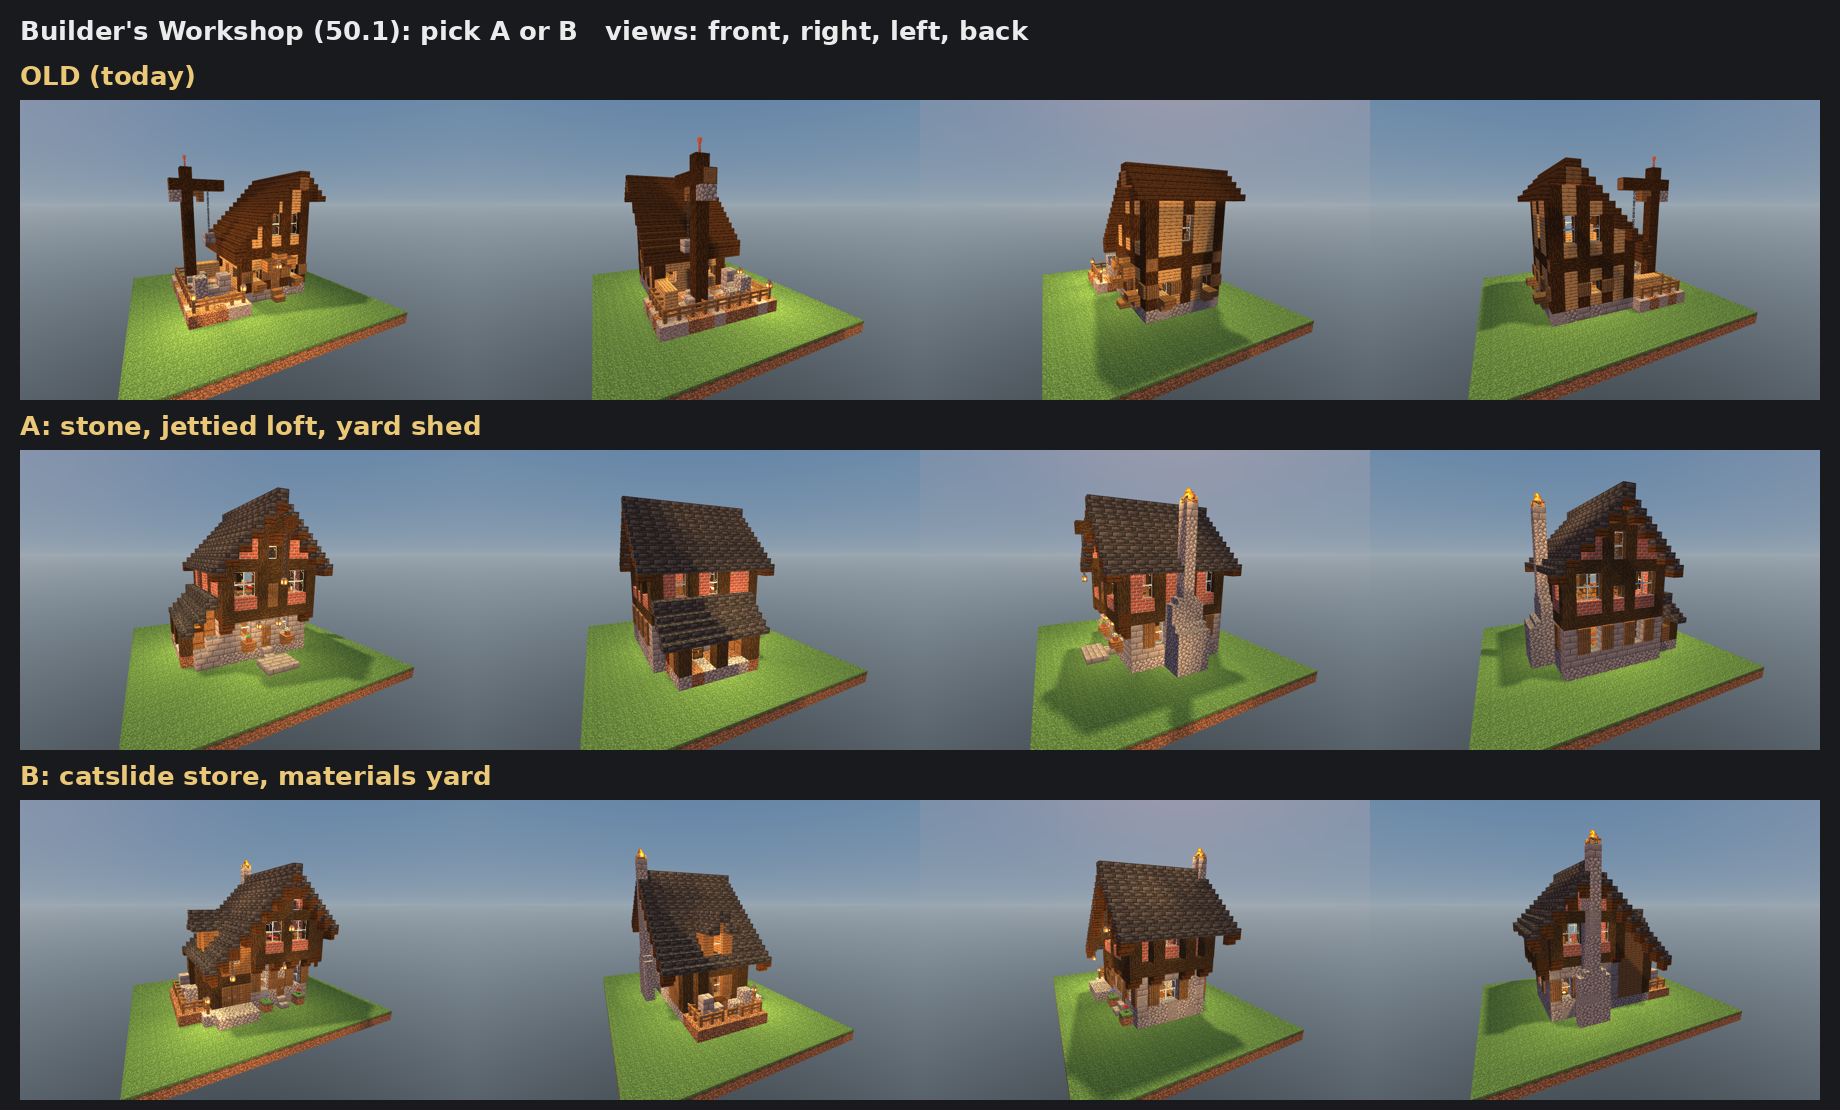 Builder's Workshop (50.1): pick A or B   views: front, right, left, back
OLD (today)
A: stone, jettied loft, yard shed
B: catslide store, materials yard